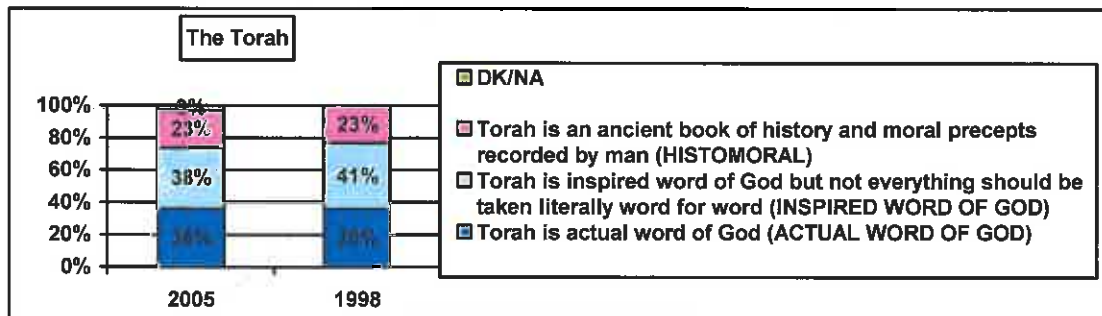 The Torah
DK/NA
100%
80%
60%
40%
20%
0%
23%
38%
36%
23%
41%
2005
1998
Torah is an ancient book of history and moral precepts
recorded by man (HISTOMORAL)
Torah is inspired word of God but not everything should be
taken literally word for word (INSPIRED WORD OF GOD)
Torah is actual word of God (ACTUAL WORD OF GOD)